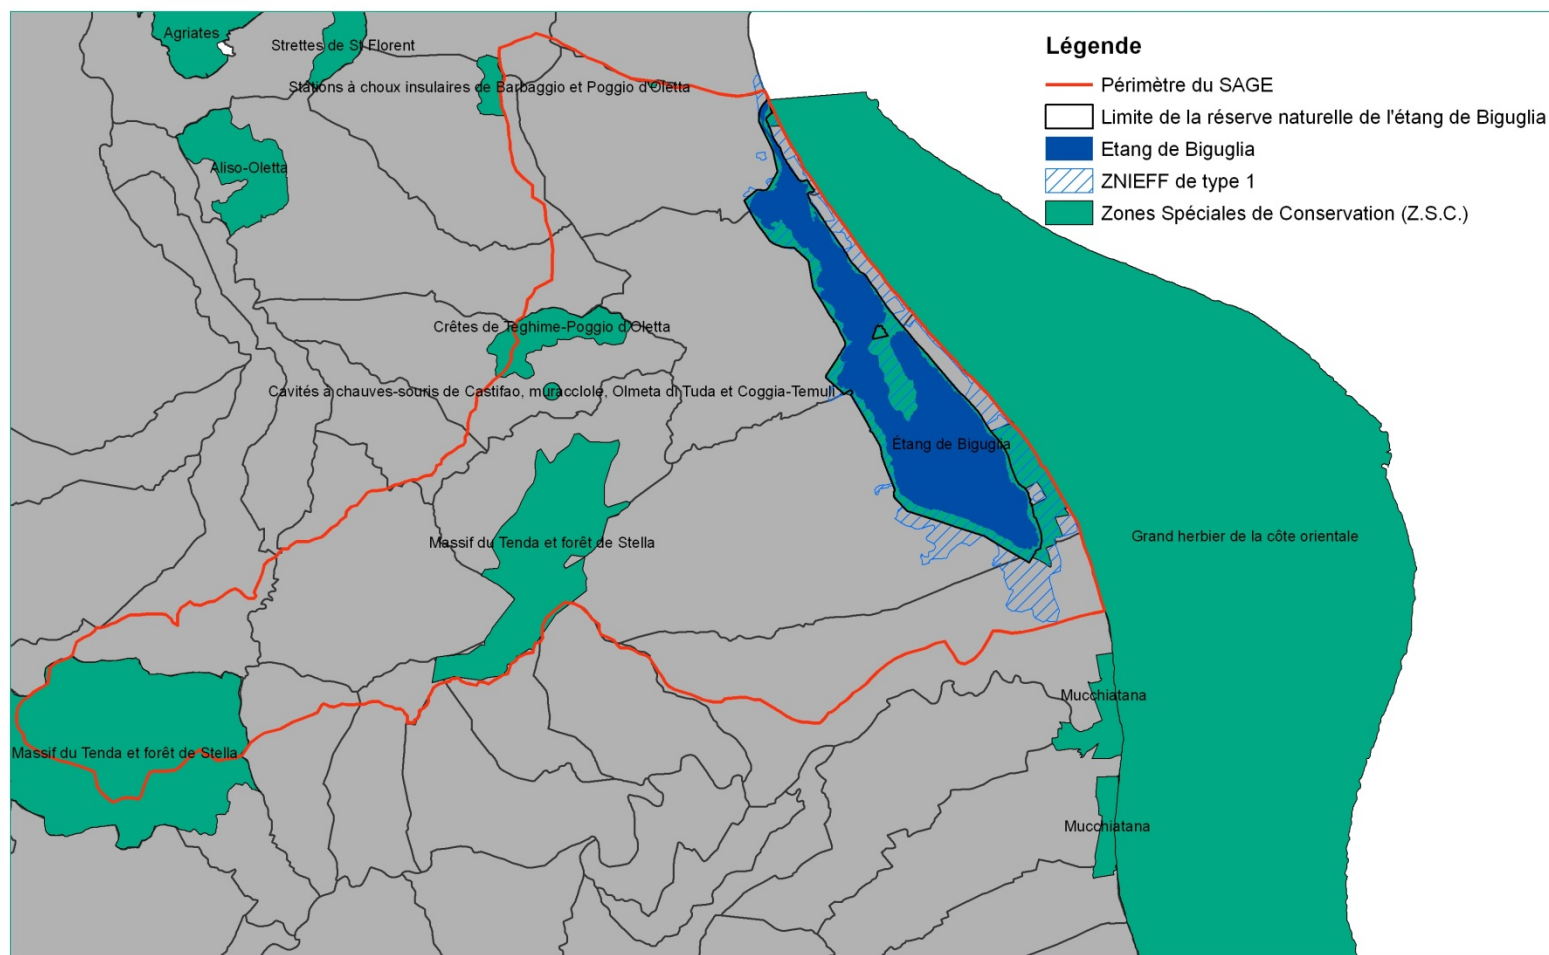 Agriates
Strettes de St Florent
Stations à choux insulaires de Barbaggio et Poggio d'Oletta
Aliso-Oletta
Crêtes de Teghime-Poggio d'Oletta
Cavités à chauves-souris de Castifao, muracciole, Olmeta di Tuda et Coggia-Temuli
Étang de Biguglia
Massif du Tenda et forêt de Stella
Grand herbier de la côte orientale
Mucchiatana
Massif du Tenda et forêt de Stella
Mucchiatana
Légende
Périmètre du SAGE
Limite de la réserve naturelle de l'étang de Biguglia
Etang de Biguglia
ZNIEFF de type 1
Zones Spéciales de Conservation (Z.S.C.)